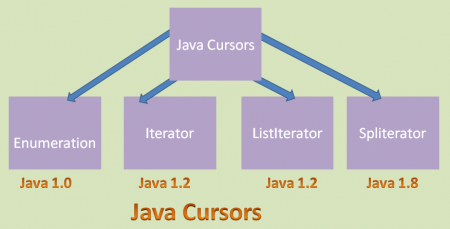 Java Cursors
Enumeration
Iterator
ListIterator
Spliterator
Java 1.0
Java 1.2
Java 1.2
Java 1.8
Java Cursors